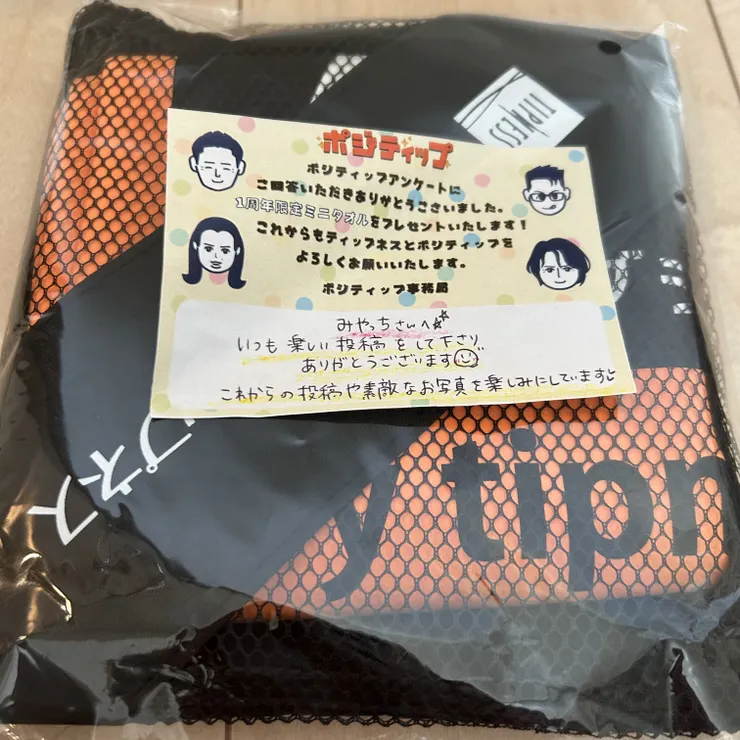 TIPNESS
ポジティップ
ポジティップアンケートに
ご回答いただきありがとうございました。
1周年限定ミニタオルをプレゼントいたします！
これからもティップネスとポジティップを
よろしくお願いいたします。
ポジティップ事務局
みやっちさんへ☆
いつも楽しい投稿をして下さり
ありがとうございます☺
これからの投稿や素敵なお写真を楽しみにしています
プネス
y tipn